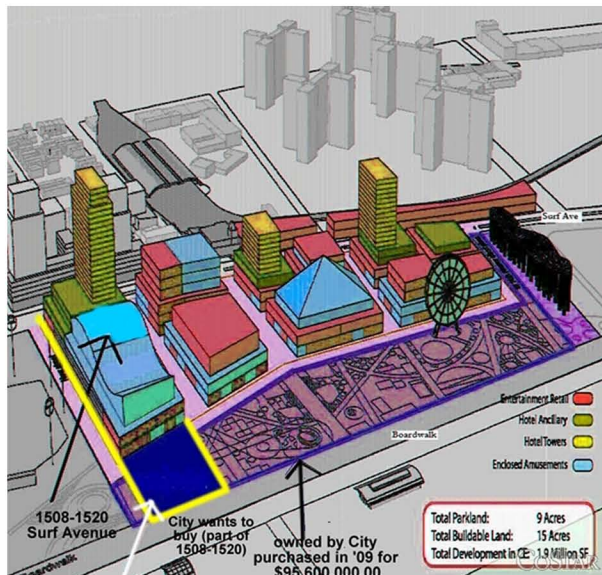 Surf Ave
Entertainment Retail
Hotel Ancillary
Hotel Towers
Enclosed Amusements
Boardwalk
1508-1520
Surf Avenue
City wants to
buy (part of
1508-1520)
owned by City
purchased in '09 for
$95,600,000.00
Total Parkland: 9 Acres
Total Buildable Land: 15 Acres
Total Development in CE: 1.9 Million SF
Boardwalk
COSTAR